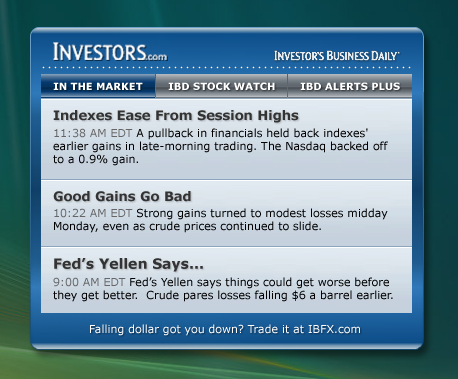 INVESTORS.com
INVESTOR'S BUSINESS DAILY
IN THE MARKET IBD STOCK WATCH IBD ALERTS PLUS
Indexes Ease From Session Highs
11:38 AM EDT A pullback in financials held back indexes'
earlier gains in late-morning trading. The Nasdaq backed off
to a 0.9% gain.
Good Gains Go Bad
10:22 AM EDT Strong gains turned to modest losses midday
Monday, even as crude prices continued to slide.
Fed's Yellen Says...
9:00 AM EDT Fed's Yellen says things could get worse before
they get better. Crude pares losses falling $6 a barrel earlier.
Falling dollar got you down? Trade it at IBFX.com